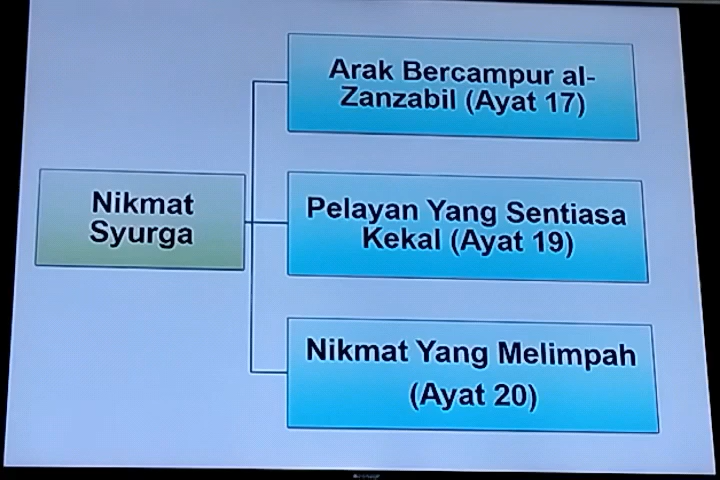 Nikmat
Syurga
Arak Bercampur al-
Zanzabil (Ayat 17)
Pelayan Yang Sentiasa
Kekal (Ayat 19)
Nikmat Yang Melimpah
(Ayat 20)